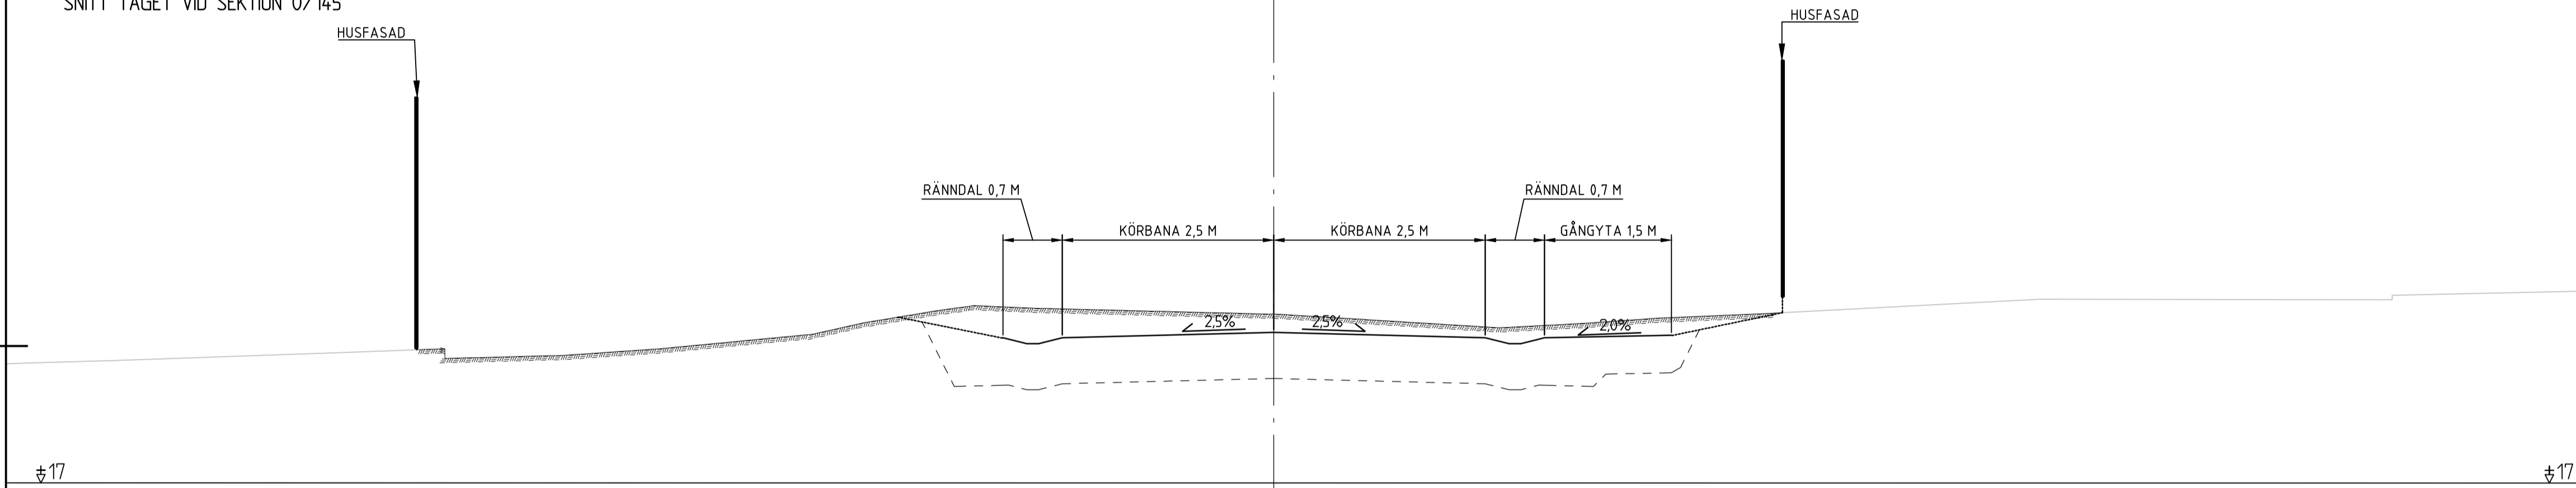 SNITT TAGET VID SEKTION 0/145
HUSFASAD
HUSFASAD
RÄNNDAL 0,7 M
RÄNNDAL 0,7 M
KÖRBANA 2,5 M
KÖRBANA 2,5 M
GÅNGYTA 1,5 M
2,5%
2,5%
2,0%
±17
±17